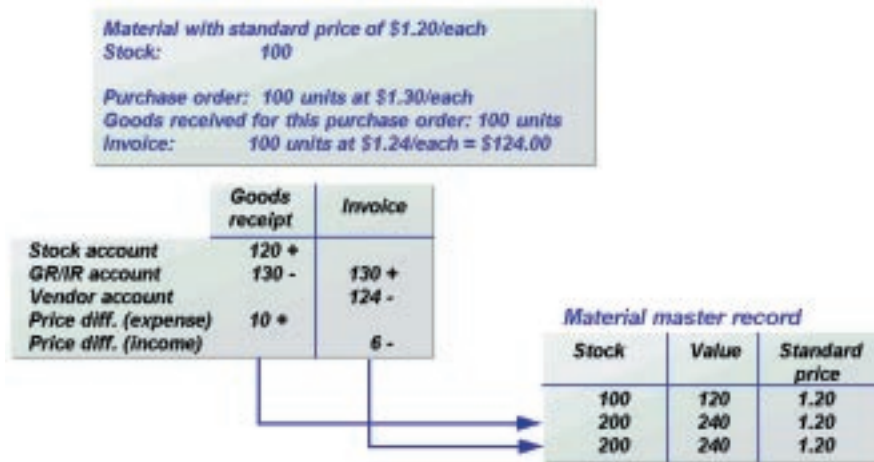 Material with standard price of $1.20/each
Stock: 100
Purchase order: 100 units at $1.30/each
Goods received for this purchase order: 100 units
Invoice: 100 units at $1.24/each = $124.00
Goods receipt Invoice
Stock account 120 +
GR/IR account 130 - 130 +
Vendor account 124 -
Price diff. (expense) 10 +
Price diff. (income) 6 -
Material master record
Stock Value Standard price
100 120 1.20
200 240 1.20
200 240 1.20